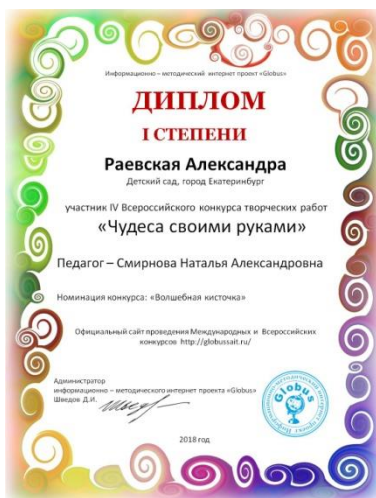 Информационно – методический интернет проект «Globus»
ДИПЛОМ
I СТЕПЕНИ
Раевская Александра
Детский сад, город Екатеринбург
участник IV Всероссийского конкурса творческих работ
«Чудеса своими руками»
Педагог – Смирнова Наталья Александровна
Номинация конкурса: «Волшебная кисточка»
Официальный сайт проведения Международных и Всероссийских
конкурсов http://globussait.ru/
Администратор
информационно – методического интернет проекта «Globus»
Шведов Д.И.
Globus
2018 год